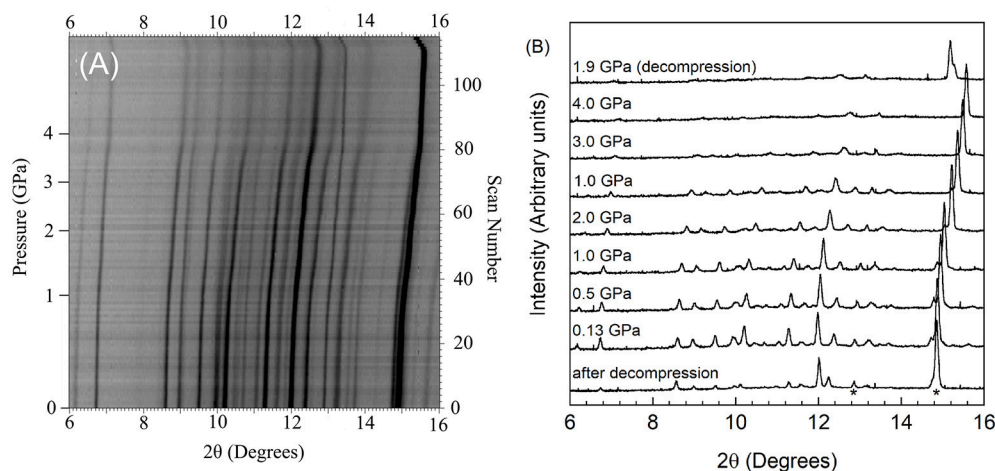 6 8 10 12 14 16
(A)
100
80
60
40
20
0
Scan Number
4
3
2
1
Pressure (GPa)
6 8 10 12 14 16
2θ (Degrees)
(B)
1.9 GPa (decompression)
4.0 GPa
3.0 GPa
1.0 GPa
2.0 GPa
1.0 GPa
0.5 GPa
0.13 GPa
after decompression
* *
Intensity (Arbitrary units)
6 8 10 12 14 16
2θ (Degrees)